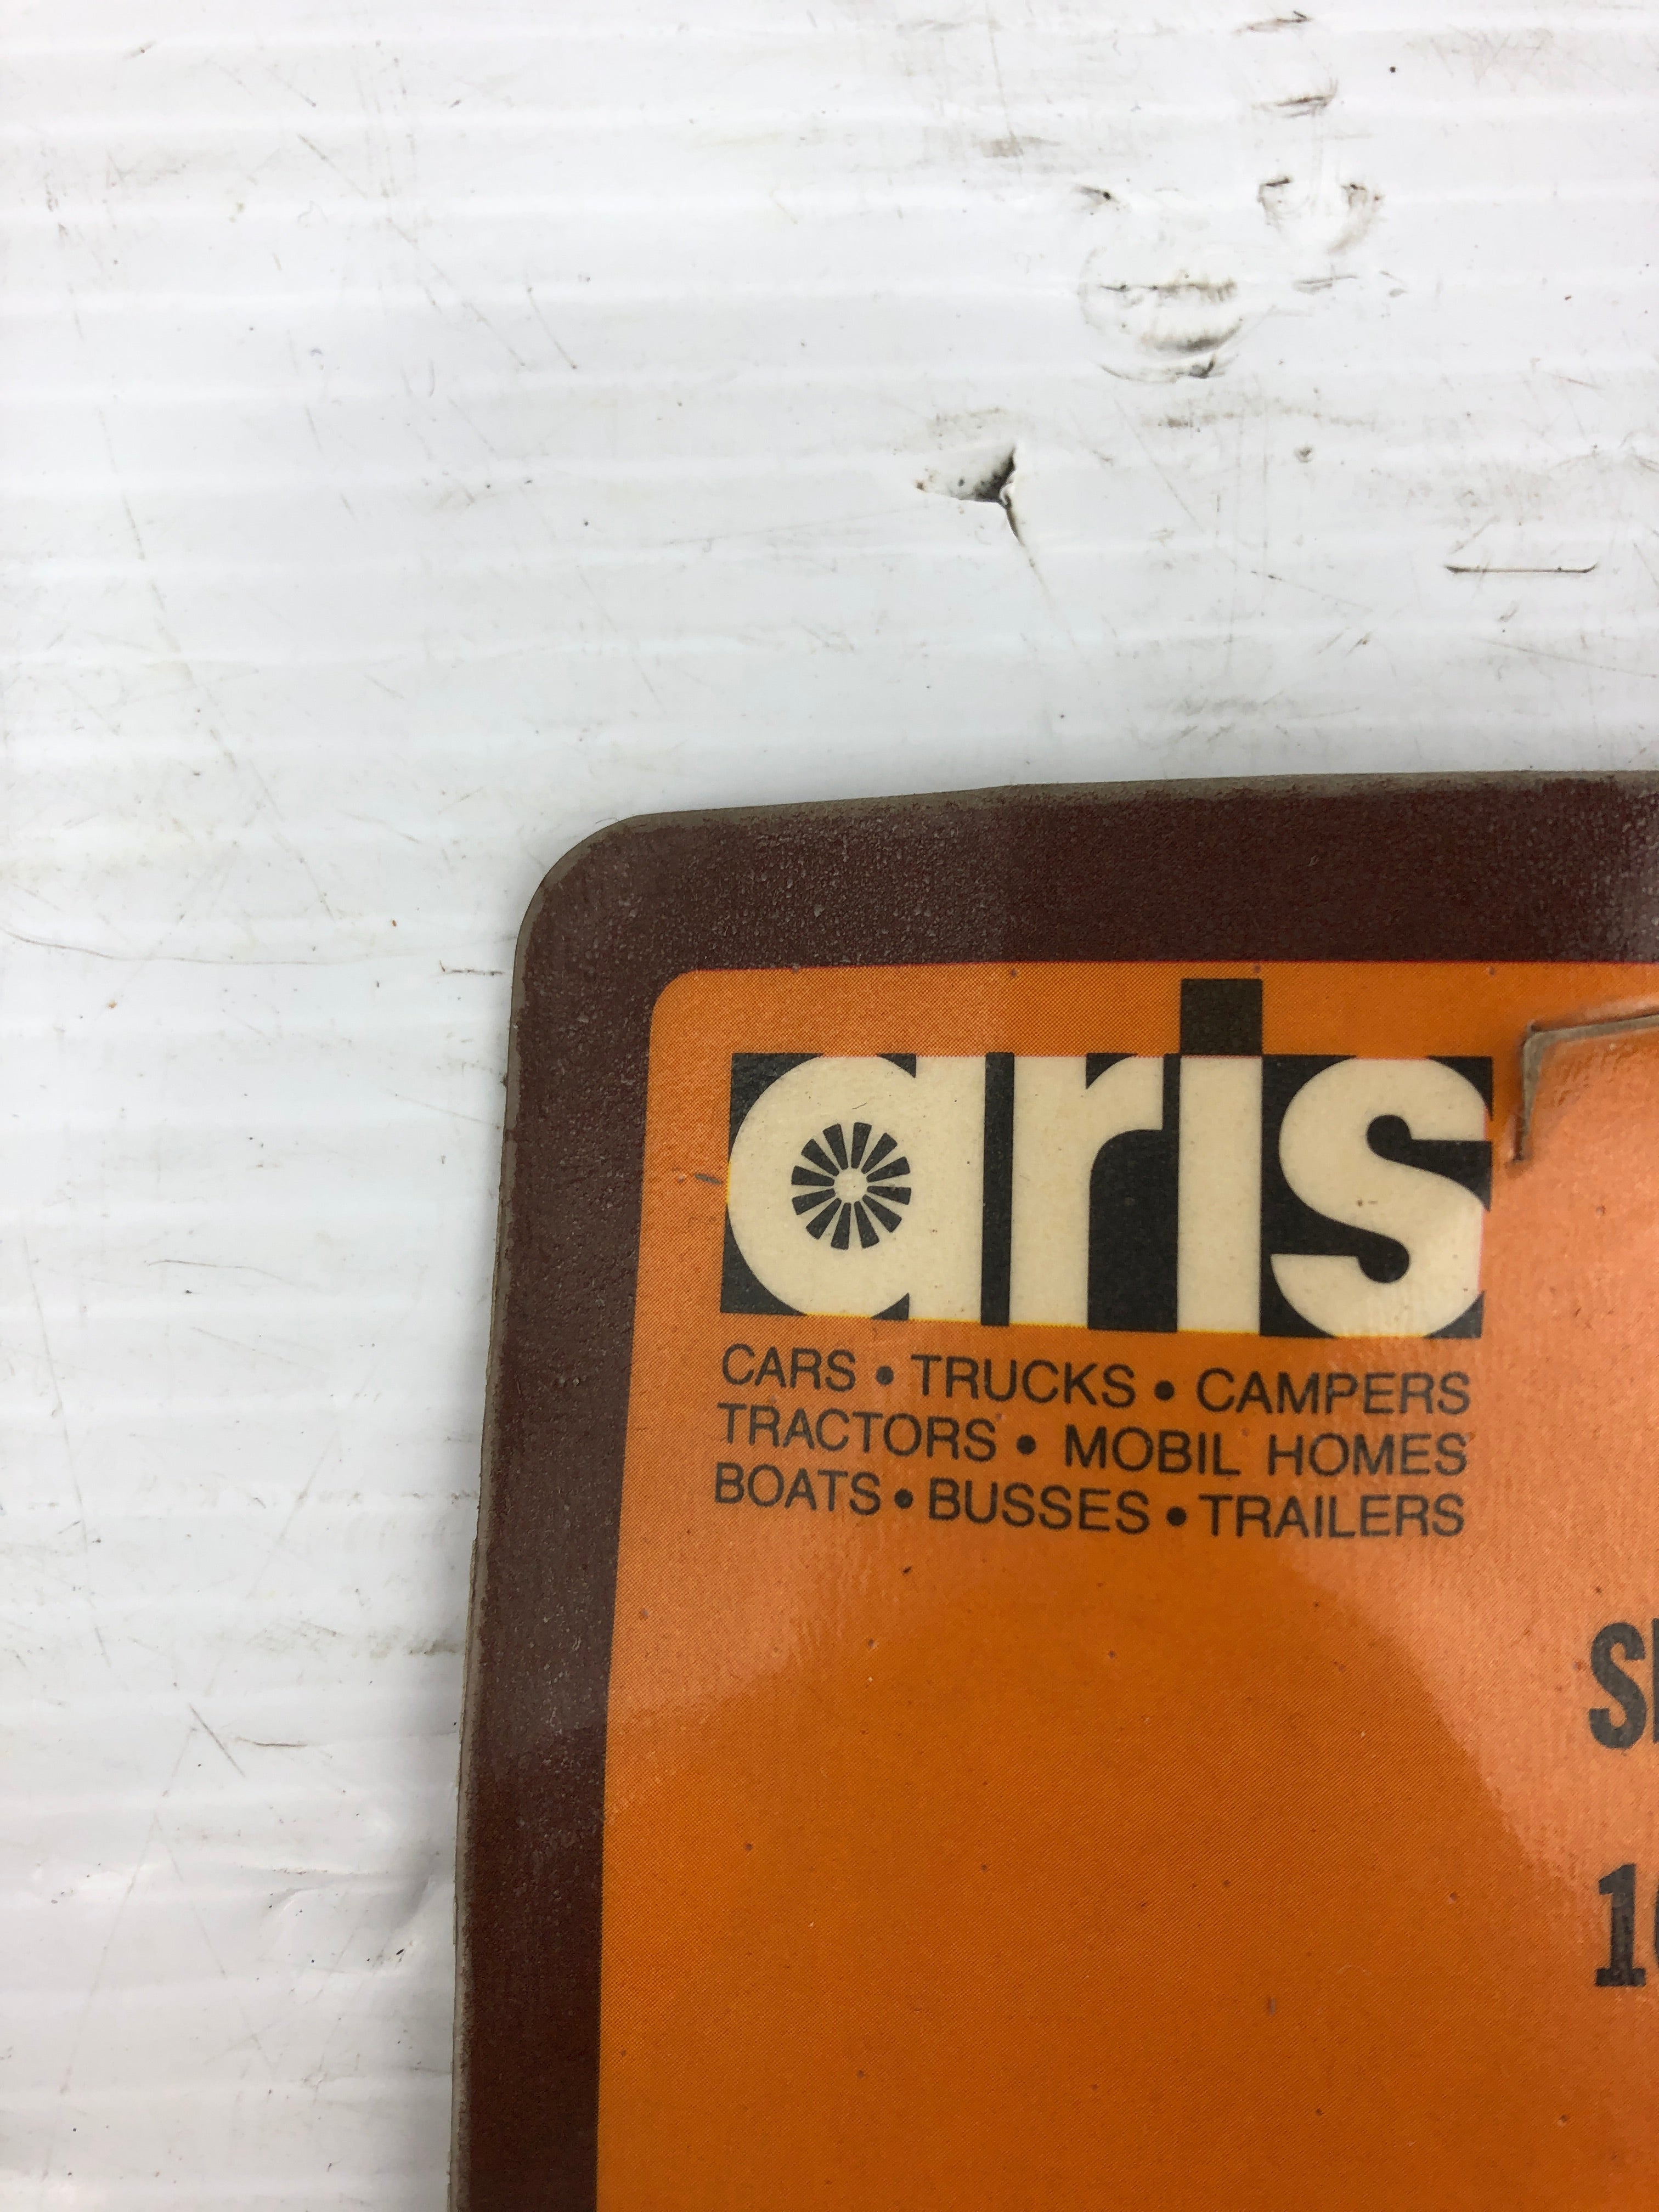 aris
CARS • TRUCKS • CAMPERS
TRACTORS • MOBIL HOMES
BOATS • BUSSES • TRAILERS